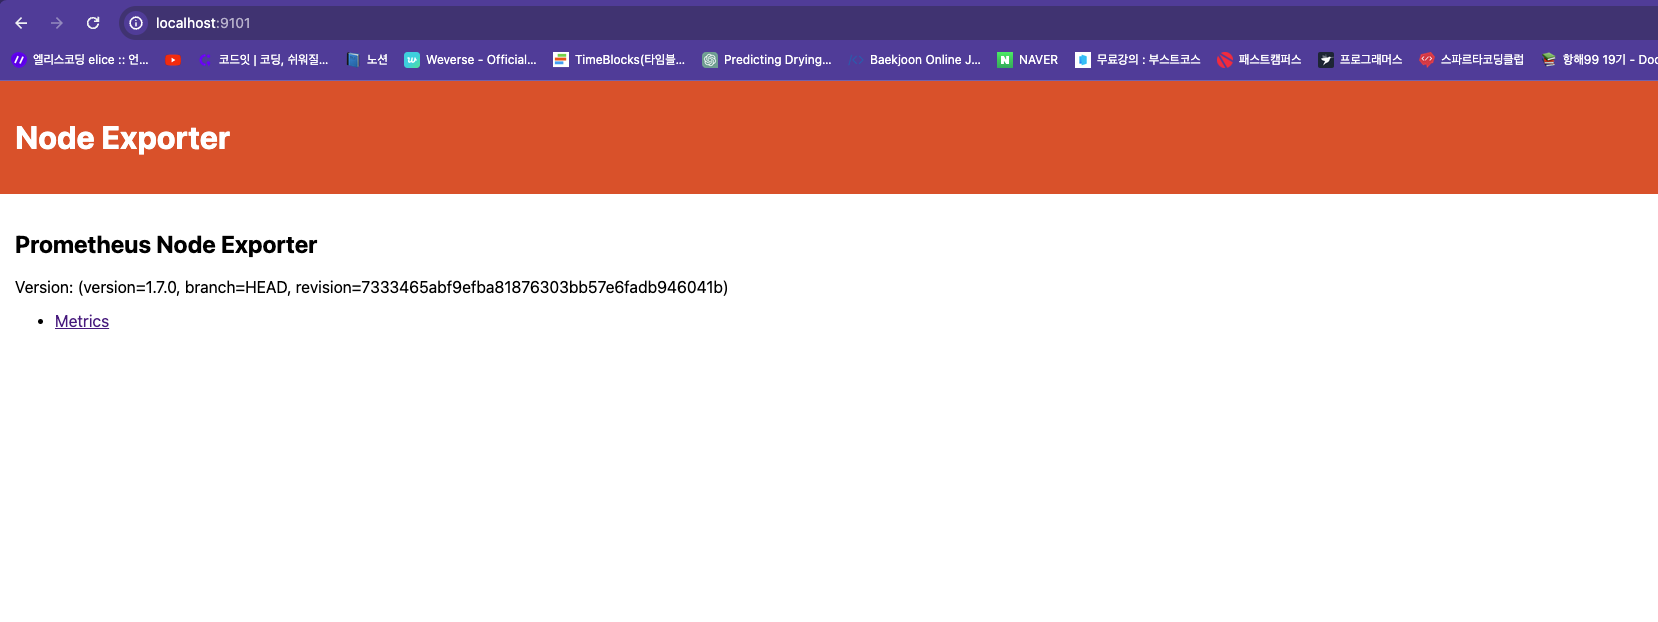 localhost:9101
엘리스코딩 elice :: 언... 코드잇 | 코딩, 쉬워질... 노션 Weverse - Official... TimeBlocks(타임블... Predicting Drying... Baekjoon Online J... NAVER 무료강의 : 부스트코스 패스트캠퍼스 프로그래머스 스파르타코딩클럽 항해99 19기 - Doc
Node Exporter
Prometheus Node Exporter
Version: (version=1.7.0, branch=HEAD, revision=7333465abf9efba81876303bb57e6fadb946041b)
Metrics